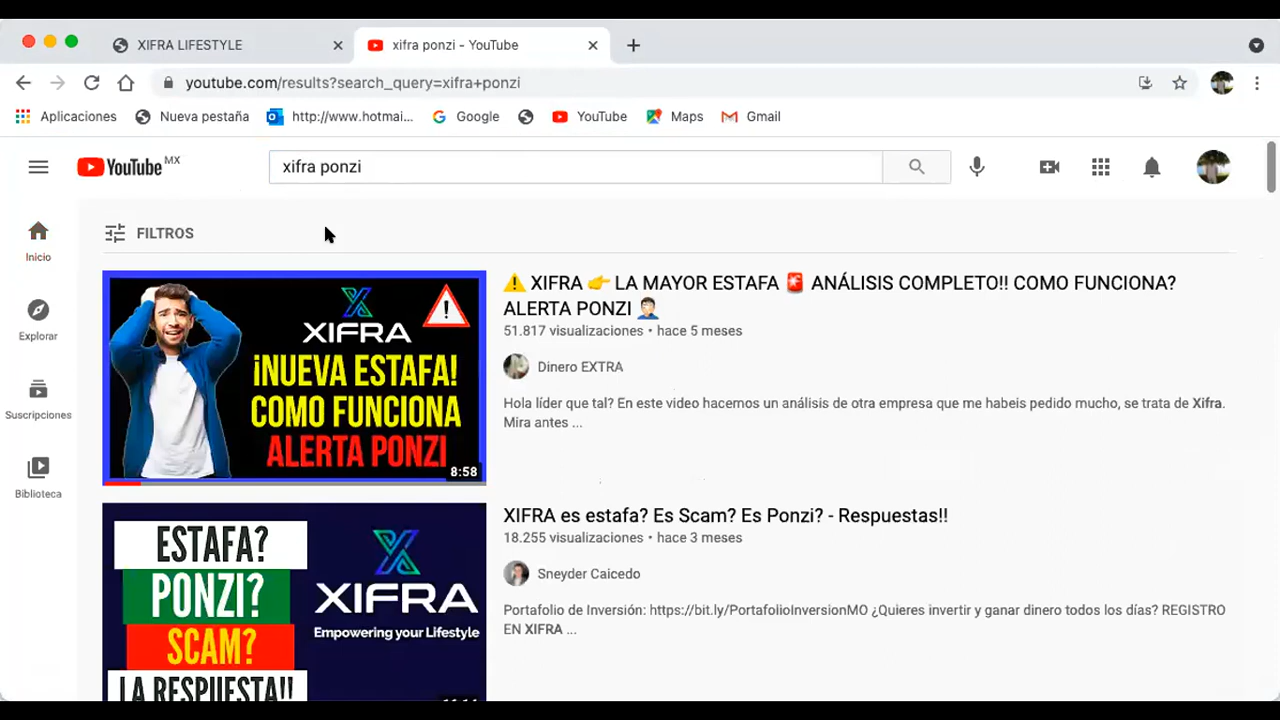 XIFRA LIFESTYLE
xifra ponzi - YouTube
youtube.com/results?search_query=xifra+ponzi
Aplicaciones
Nueva pestaña
http://www.hotmai...
Google
YouTube
Maps
Gmail
YouTube MX
xifra ponzi
Inicio
Explorar
Suscripciones
Biblioteca
FILTROS
XIFRA
¡NUEVA ESTAFA!
COMO FUNCIONA
ALERTA PONZI
8:58
⚠️ XIFRA 👉 LA MAYOR ESTAFA 🚨 ANÁLISIS COMPLETO!! COMO FUNCIONA?
ALERTA PONZI 🤦🏻‍♂️
51.817 visualizaciones • hace 5 meses
Dinero EXTRA
Hola líder que tal? En este video hacemos un análisis de otra empresa que me habeis pedido mucho, se trata de Xifra.
Mira antes ...
ESTAFA?
PONZI?
SCAM?
LA RESPUESTA!!
XIFRA
Empowering your Lifestyle
XIFRA es estafa? Es Scam? Es Ponzi? - Respuestas!!
18.255 visualizaciones • hace 3 meses
Sneyder Caicedo
Portafolio de Inversión: https://bit.ly/PortafolioInversionMO ¿Quieres invertir y ganar dinero todos los días? REGISTRO
EN XIFRA ...